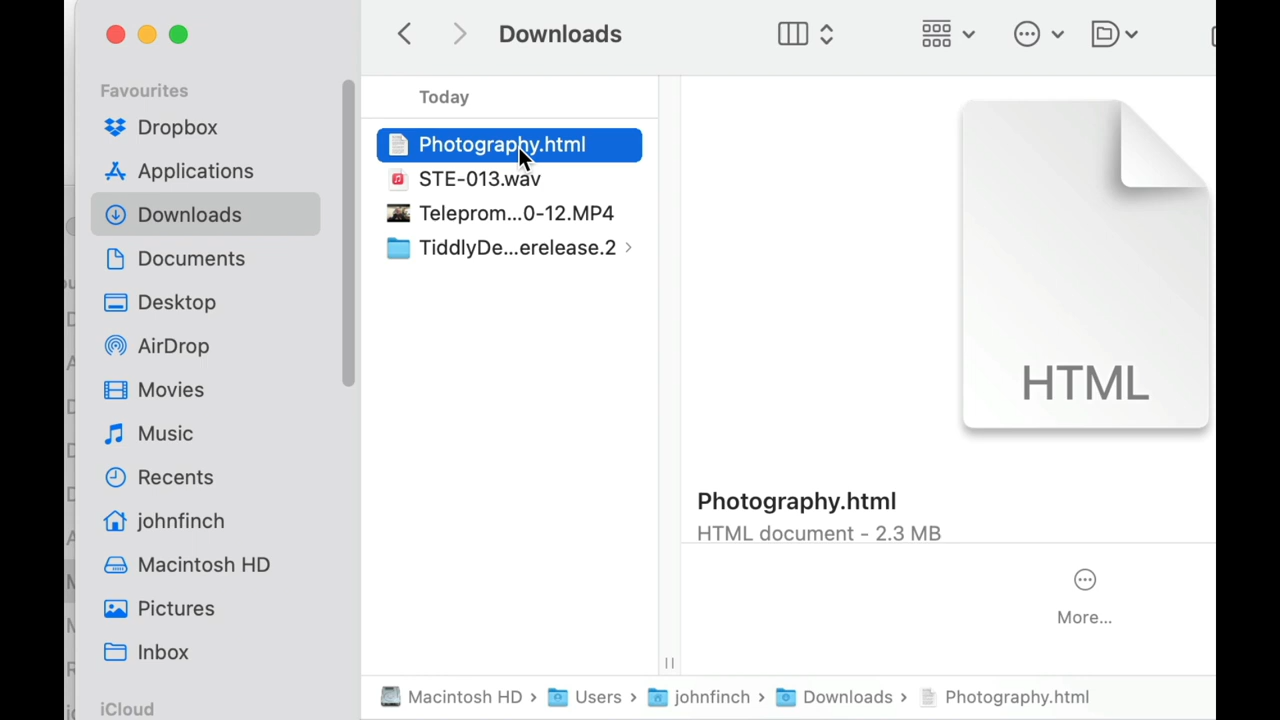 Downloads
Favourites
Dropbox
Applications
Downloads
Documents
Desktop
AirDrop
Movies
Music
Recents
johnfinch
Macintosh HD
Pictures
Inbox
iCloud
Today
Photography.html
STE-013.wav
Teleprom...0-12.MP4
TiddlyDe...erelease.2
HTML
Photography.html
HTML document - 2.3 MB
More...
Macintosh HD › Users › johnfinch › Downloads › Photography.html